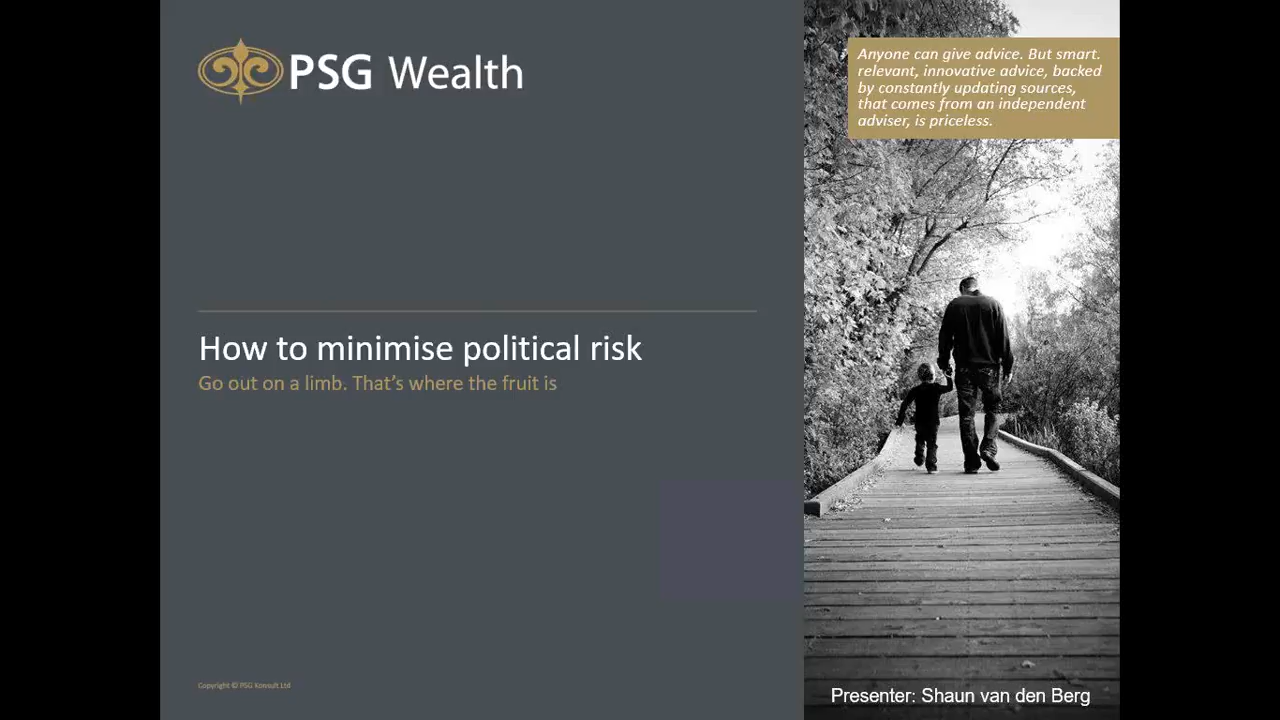 PSG Wealth
Anyone can give advice. But smart.
relevant, innovative advice, backed
by constantly updating sources,
that comes from an independent
adviser, is priceless.
How to minimise political risk
Go out on a limb. That's where the fruit is
Copyright © PSG Konsult Ltd
Presenter: Shaun van den Berg